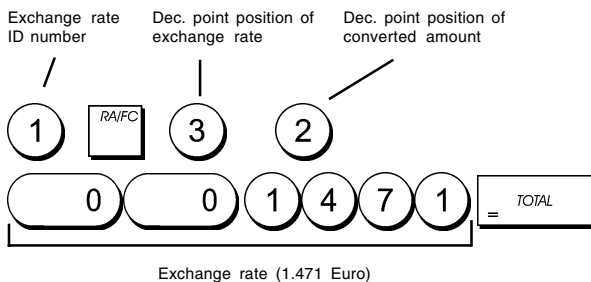 Exchange rate ID number
Dec. point position of exchange rate
Dec. point position of converted amount
1 RA/FC 3 2
0 0 1 4 7 1 = TOTAL
Exchange rate (1.471 Euro)